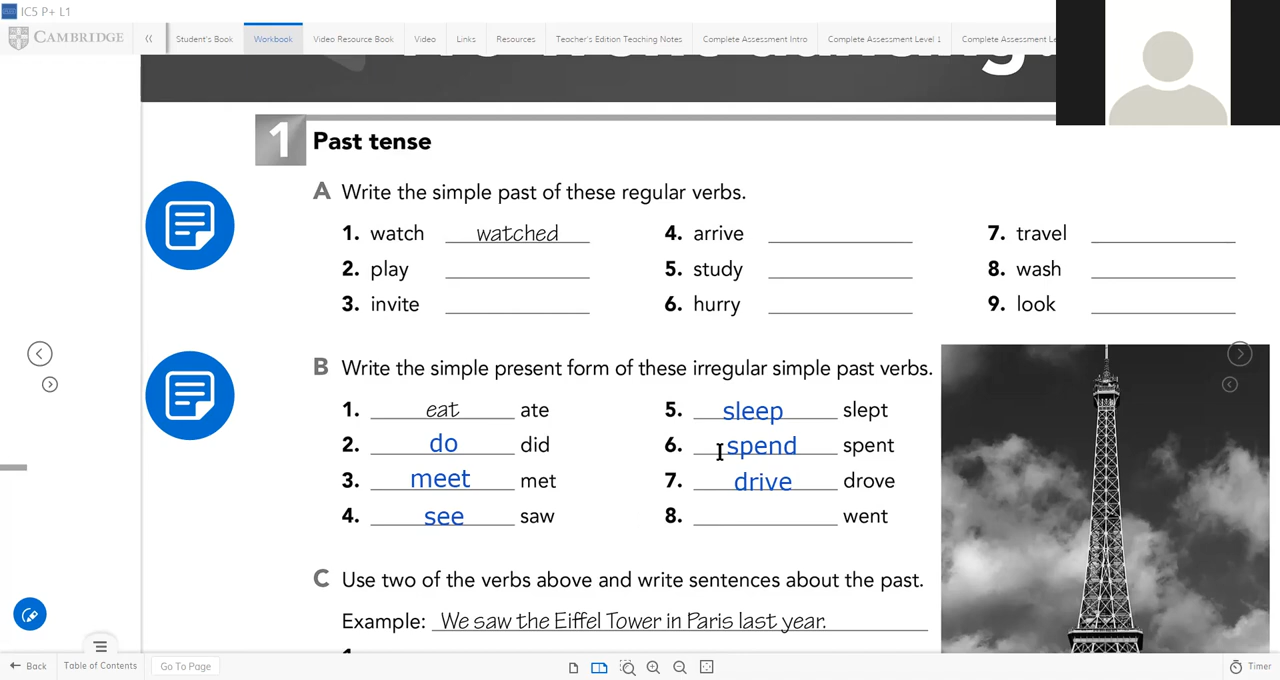 IC5 P+ L1
CAMBRIDGE
Student's Book Workbook Video Resource Book Video Links Resources Teacher's Edition Teaching Notes Complete Assessment Intro Complete Assessment Level 1 Complete Assessment Le
1 Past tense
A Write the simple past of these regular verbs.
1. watch watched 4. arrive 7. travel
2. play 5. study 8. wash
3. invite 6. hurry 9. look
B Write the simple present form of these irregular simple past verbs.
1. eat ate 5. sleep slept
2. do did 6. spend spent
3. meet met 7. drive drove
4. see saw 8. went
C Use two of the verbs above and write sentences about the past.
Example: We saw the Eiffel Tower in Paris last year.
Back Table of Contents Go To Page Timer